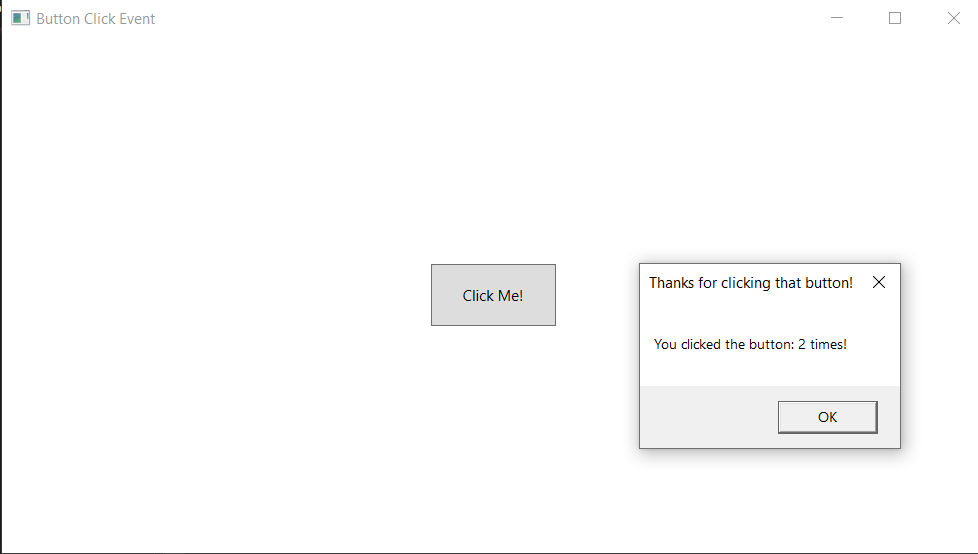 Button Click Event
Click Me!
Thanks for clicking that button!
You clicked the button: 2 times!
OK